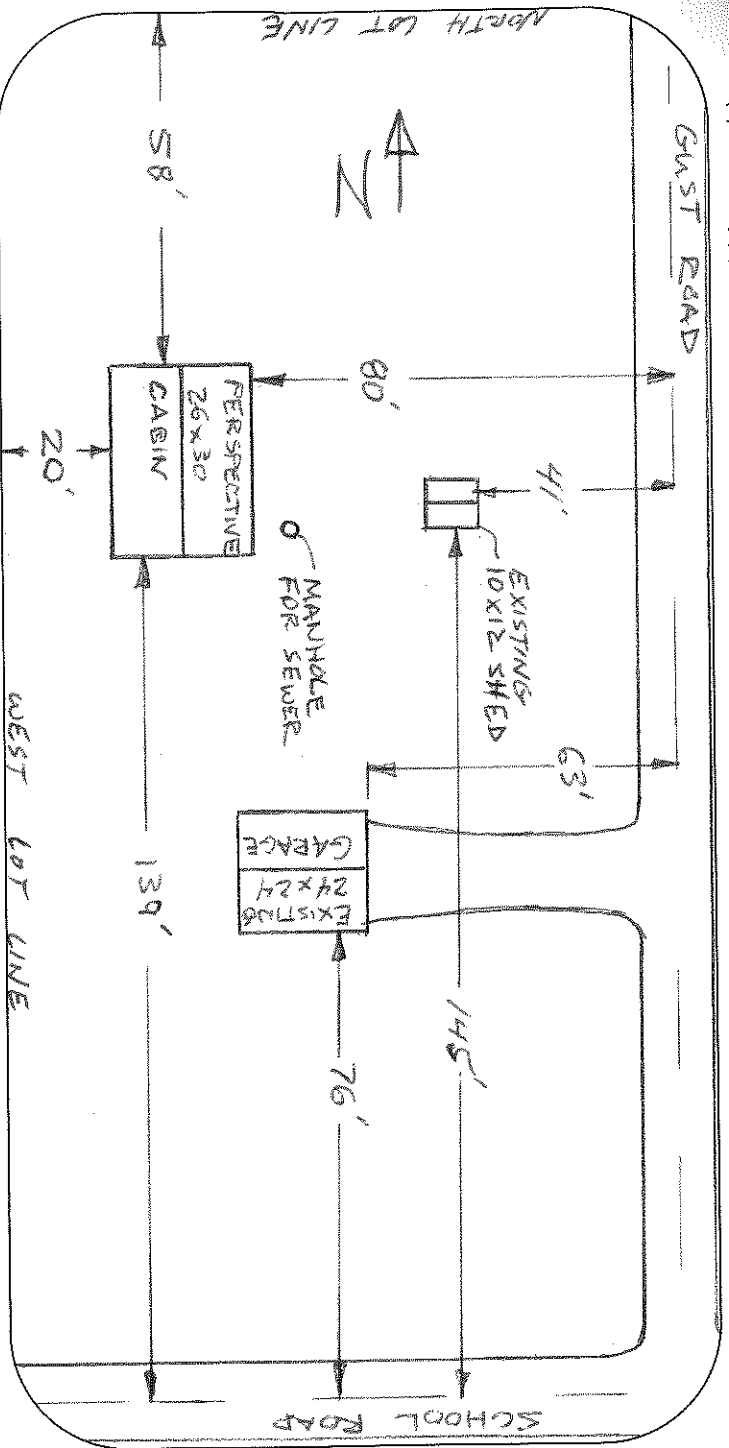 NORTH LOT LINE
GUST ROAD
N
58'
80'
41'
20'
PERSPECTIVE
26x30
CABIN
MANHOLE
FOR SEWER
EXISTING
10x12 SHED
63'
EXISTING
24x24
GARAGE
139'
145'
76'
WEST LOT LINE
SCHOOL ROAD